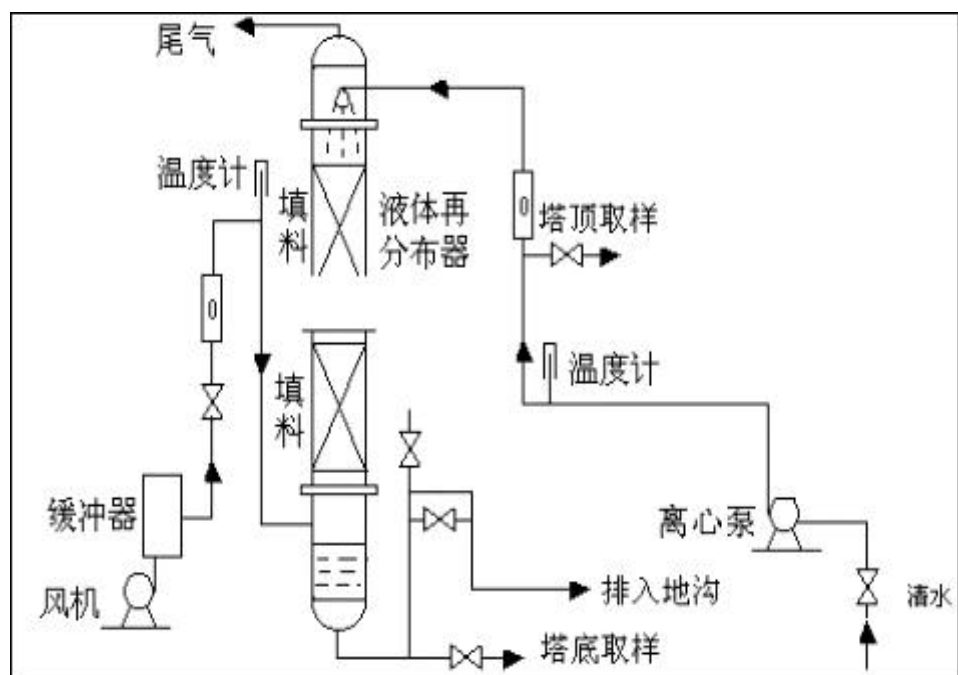 尾气
温度计
填
料
液体再
分布器
塔顶取样
温度计
填
料
缓冲器
离心泵
风机
排入地沟
清水
塔底取样